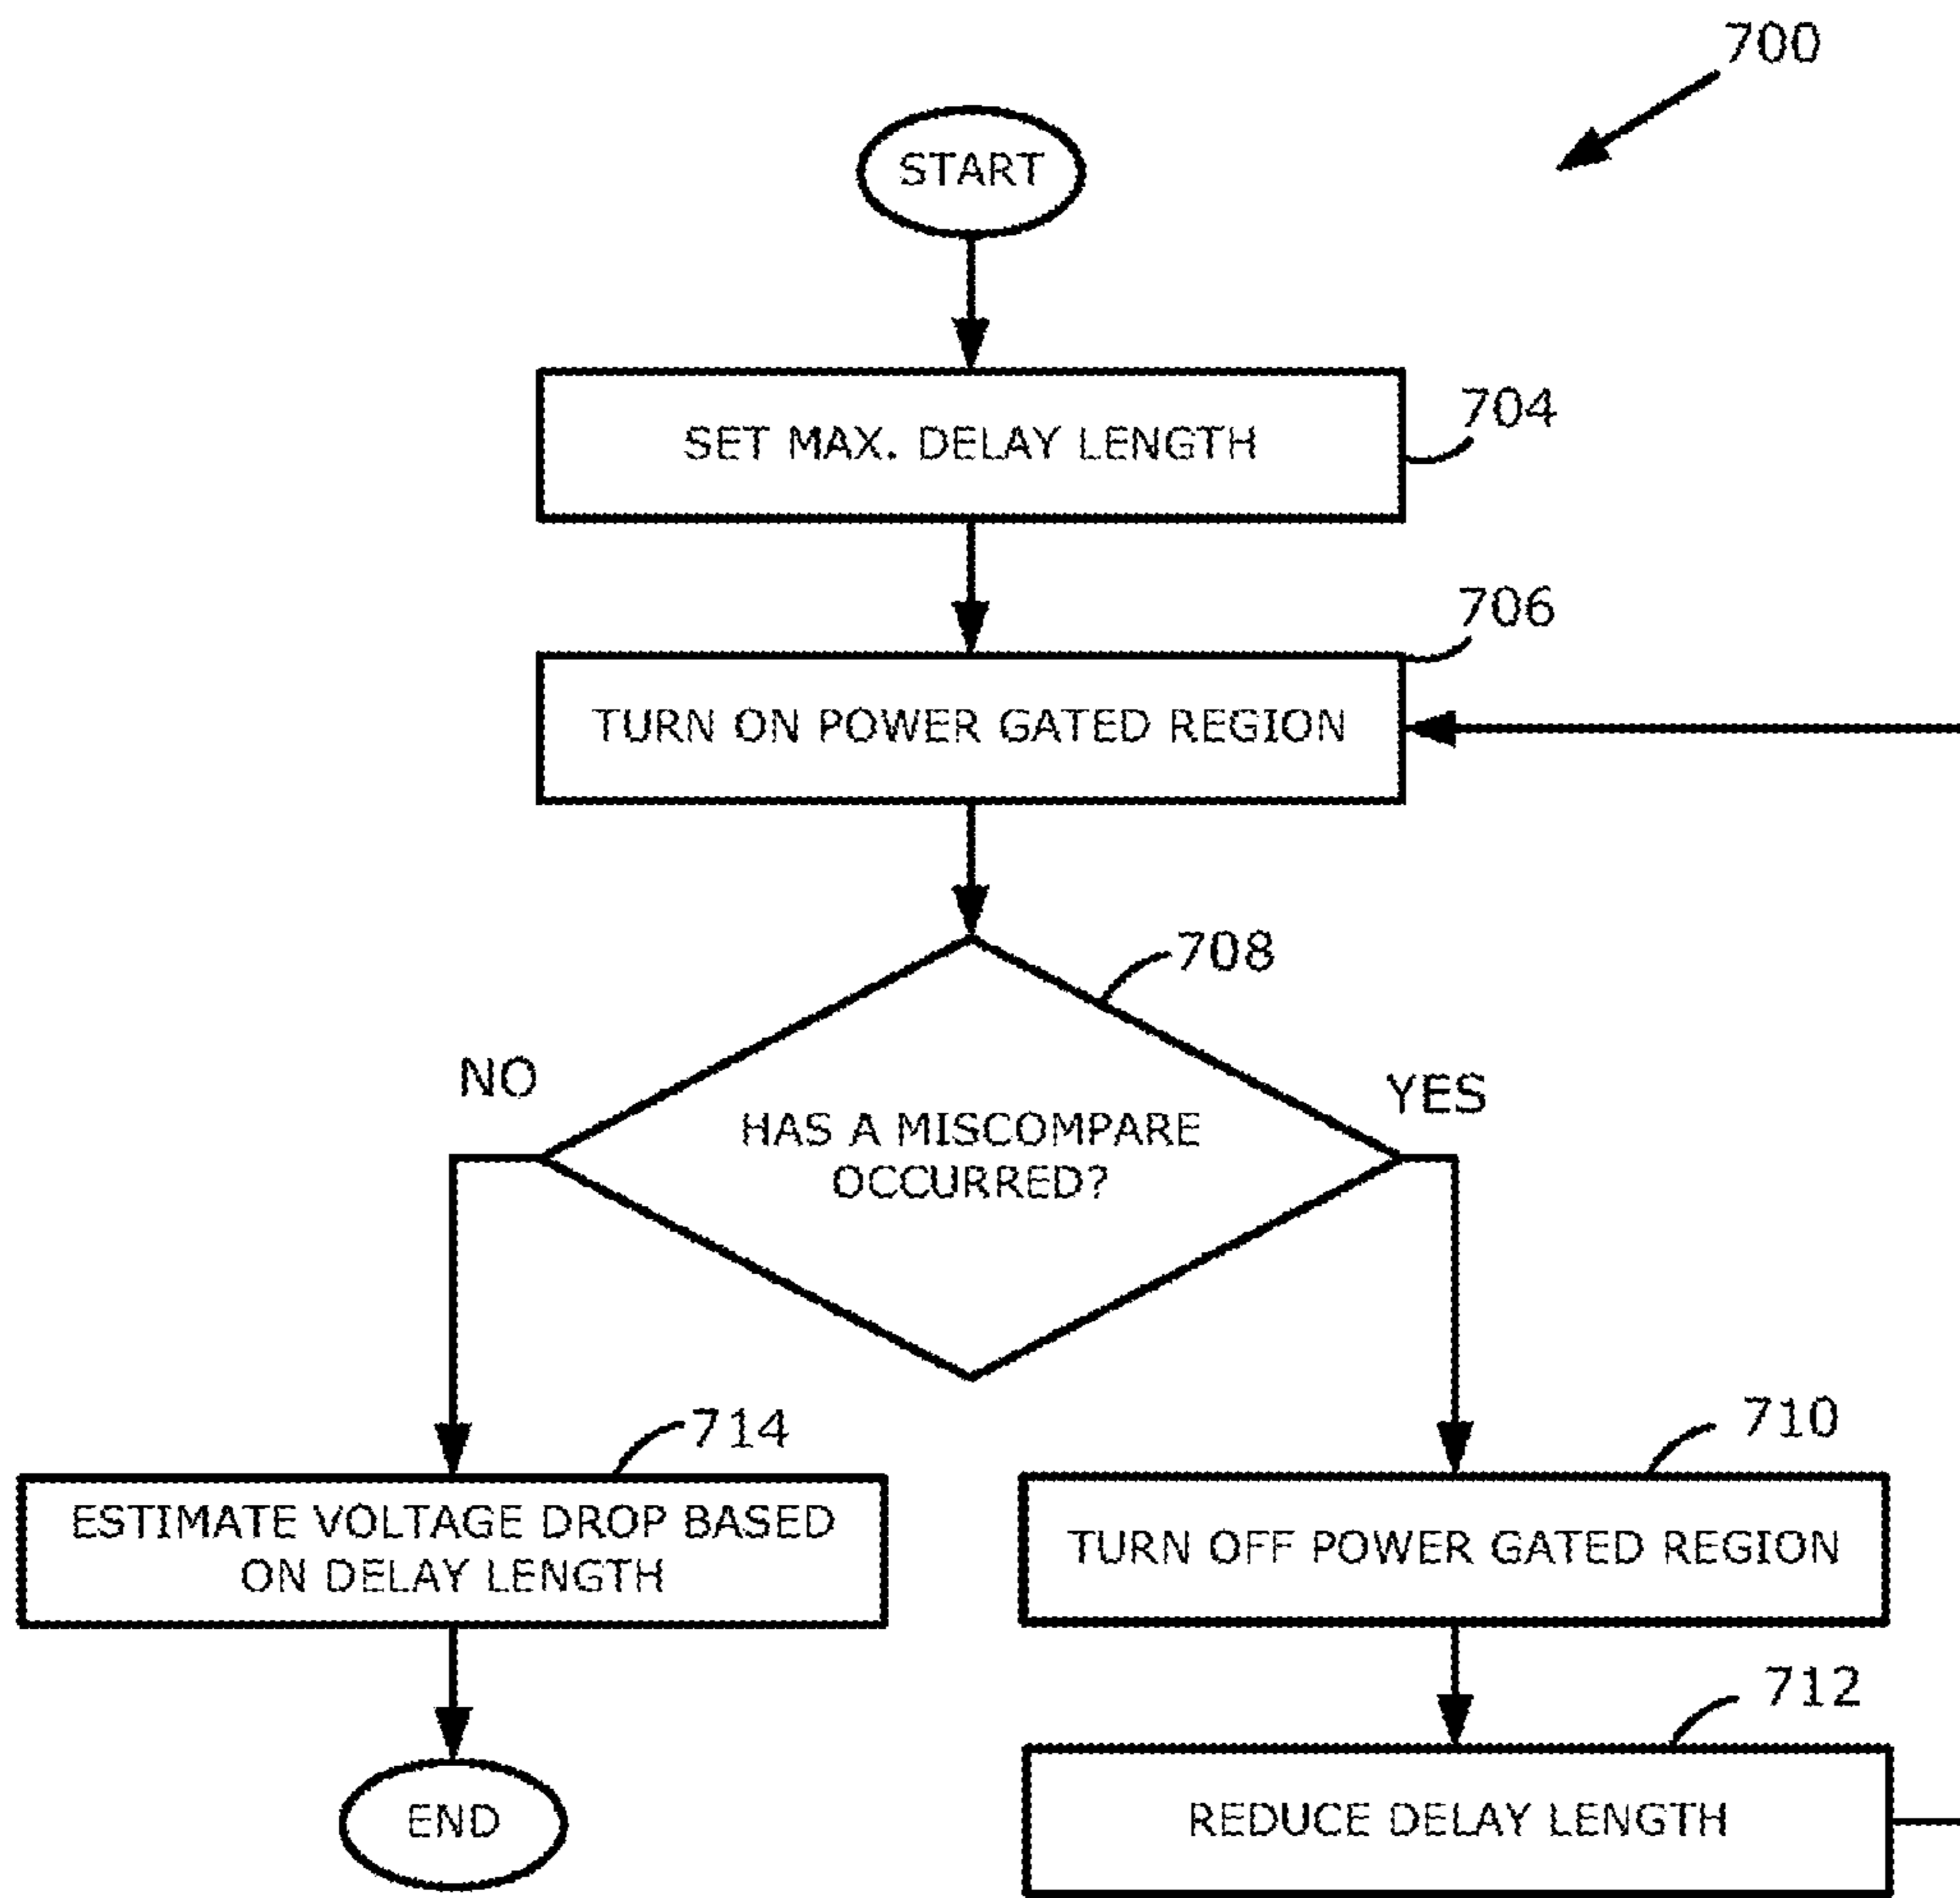 700
START
SET MAX. DELAY LENGTH
704
706
TURN ON POWER GATED REGION
708
NO
YES
HAS A MISCOMPARE
OCCURRED?
714
710
ESTIMATE VOLTAGE DROP BASED
ON DELAY LENGTH
TURN OFF POWER GATED REGION
712
END
REDUCE DELAY LENGTH